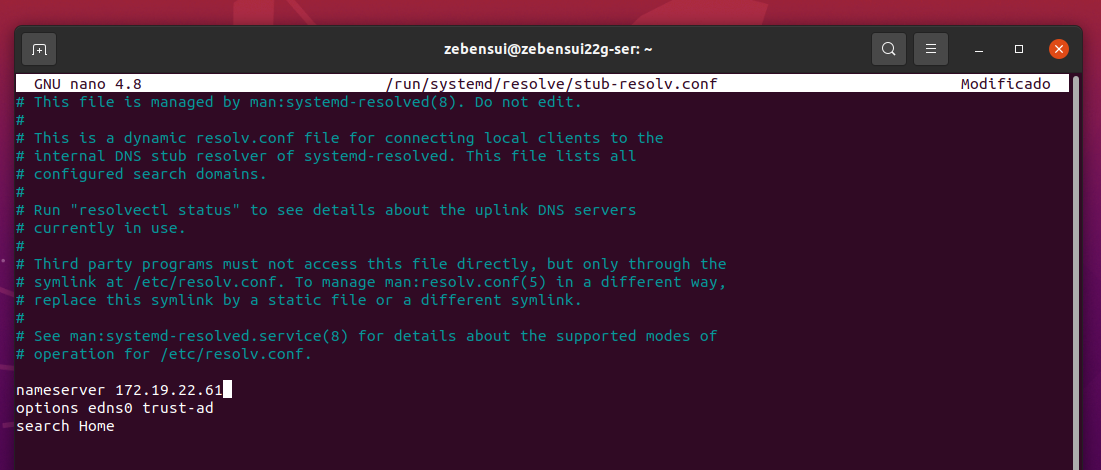 zebensui@zebensui22g-ser: ~
GNU nano 4.8 /run/systemd/resolve/stub-resolv.conf Modificado
# This file is managed by man:systemd-resolved(8). Do not edit.
#
# This is a dynamic resolv.conf file for connecting local clients to the
# internal DNS stub resolver of systemd-resolved. This file lists all
# configured search domains.
#
# Run "resolvectl status" to see details about the uplink DNS servers
# currently in use.
#
# Third party programs must not access this file directly, but only through the
# symlink at /etc/resolv.conf. To manage man:resolv.conf(5) in a different way,
# replace this symlink by a static file or a different symlink.
#
# See man:systemd-resolved.service(8) for details about the supported modes of
# operation for /etc/resolv.conf.
nameserver 172.19.22.61
options edns0 trust-ad
search Home